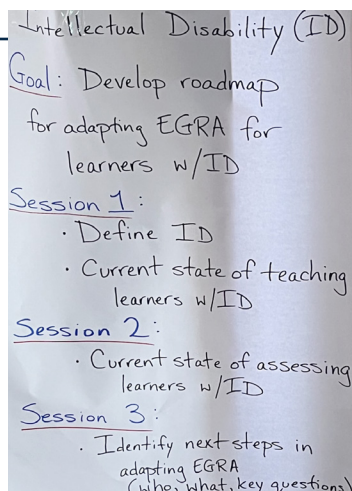 Intellectual Disability (ID)
Goal: Develop roadmap
for adapting EGRA for
learners w/ID
Session 1:
· Define ID
· Current state of teaching
learners w/ID
Session 2:
· Current state of assessing
learners w/ID
Session 3:
· Identify next steps in
adapting EGRA
(who, what, key questions)